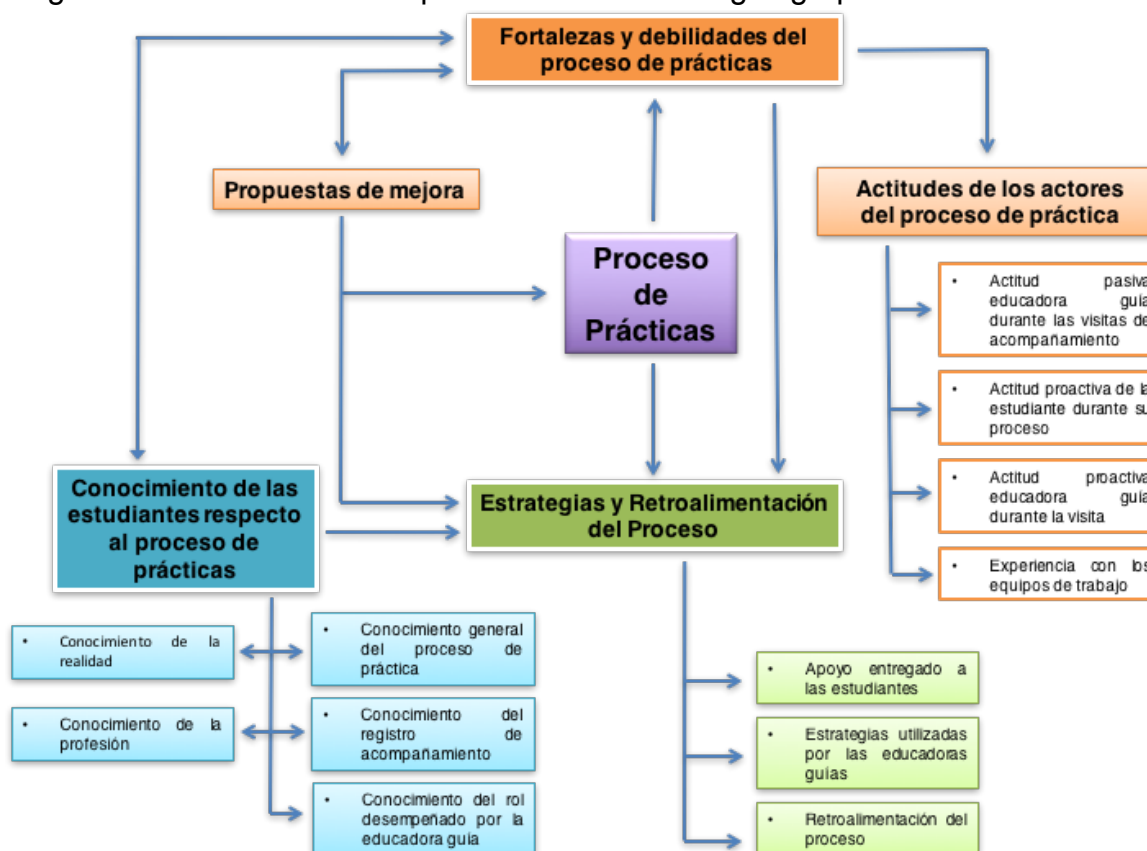 Fortalezas y debilidades del
proceso de prácticas
Propuestas de mejora
Actitudes de los actores
del proceso de práctica
Proceso
de
Prácticas
• Actitud pasiva
educadora guía
durante las visitas de
acompañamiento
• Actitud proactiva de la
estudiante durante su
proceso
• Actitud proactiva
educadora guía
durante la visita
• Experiencia con los
equipos de trabajo
Conocimiento de las
estudiantes respecto
al proceso de
prácticas
Estrategias y Retroalimentación
del Proceso
• Conocimiento de la
realidad
• Conocimiento de la
profesión
• Conocimiento general
del proceso de
práctica
• Conocimiento del
registro de
acompañamiento
• Conocimiento del rol
desempeñado por la
educadora guía
• Apoyo entregado a
las estudiantes
• Estrategias utilizadas
por las educadoras
guías
• Retroalimentación del
proceso